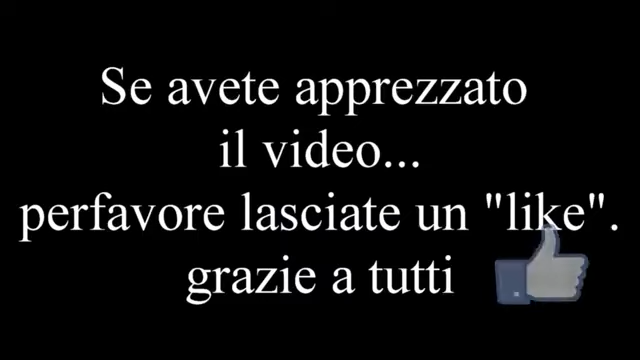 Se avete apprezzato
il video...
perfavore lasciate un "like".
grazie a tutti